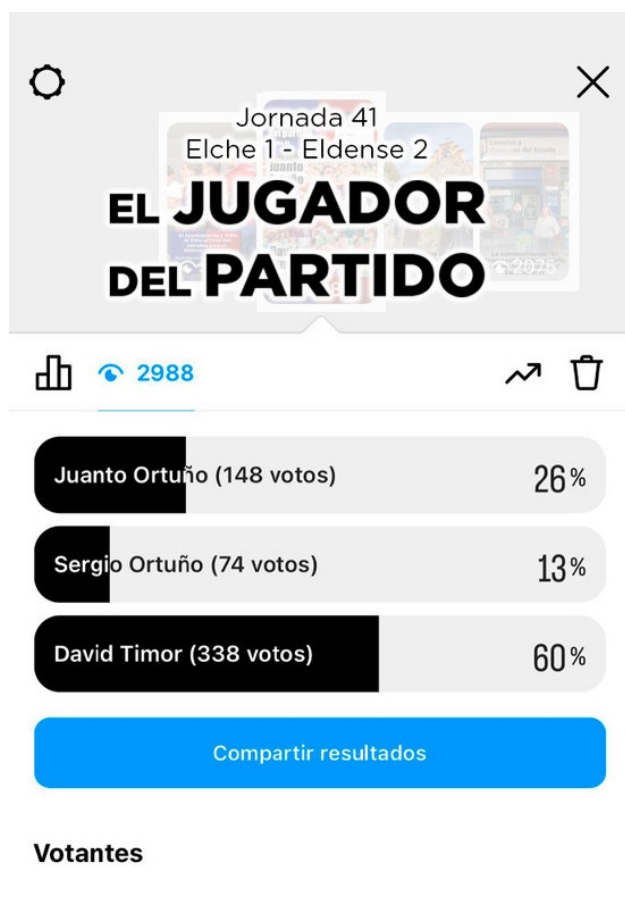 Jornada 41
Elche 1 - Eldense 2
EL JUGADOR
DEL PARTIDO
2075
2988
Juanto Ortuño (148 votos) 26%
Sergio Ortuño (74 votos) 13%
David Timor (338 votos) 60%
Compartir resultados
Votantes